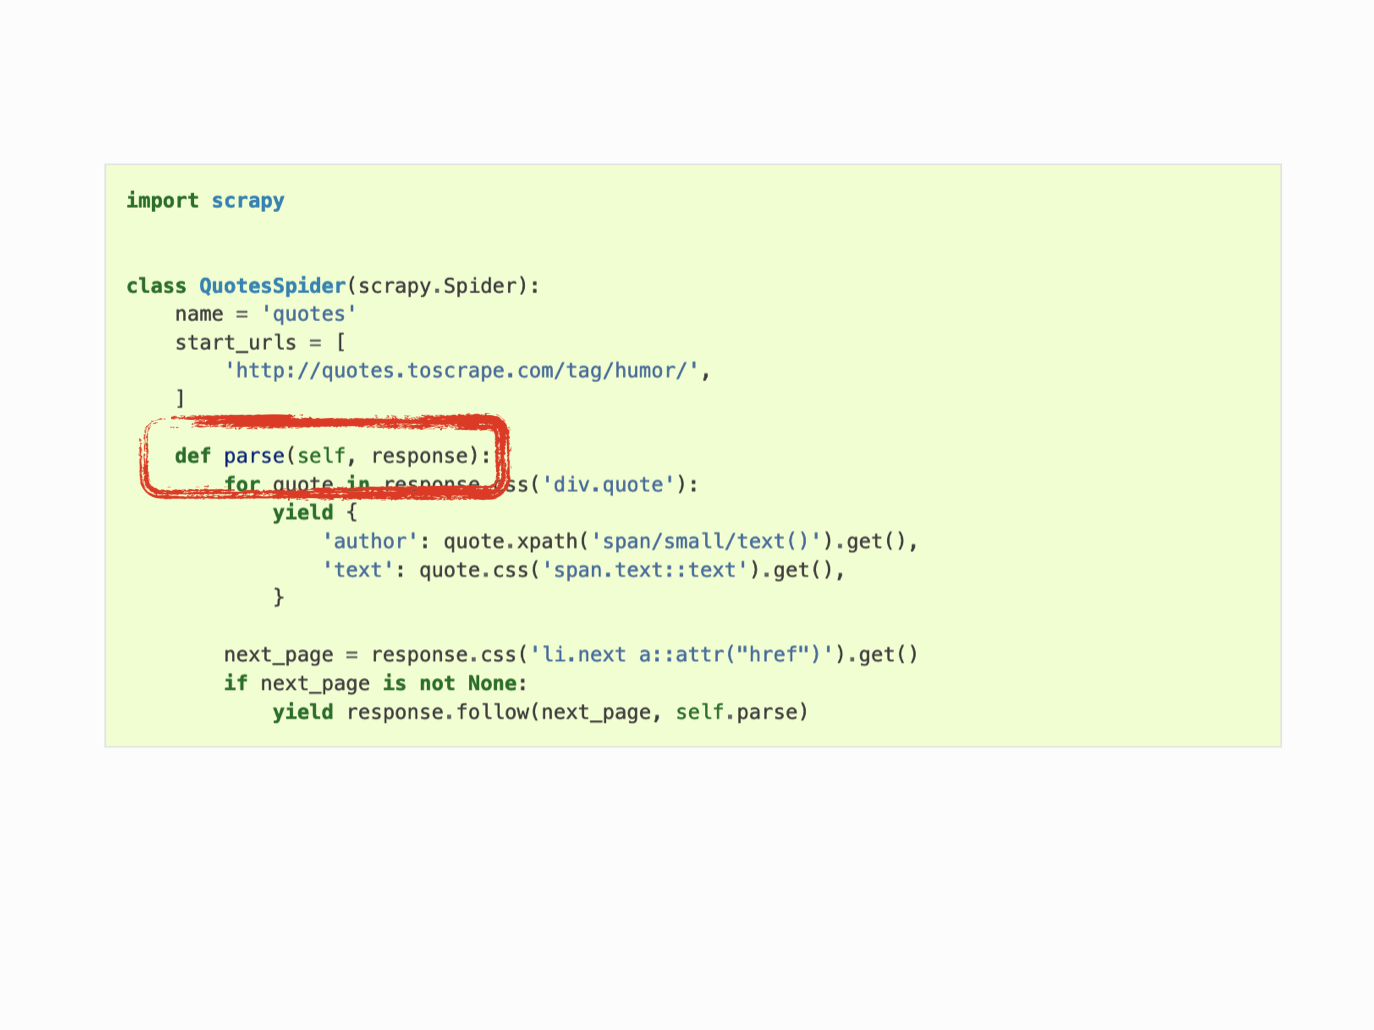 import scrapy
class QuotesSpider(scrapy.Spider):
    name = 'quotes'
    start_urls = [
        'http://quotes.toscrape.com/tag/humor/',
    ]
    def parse(self, response):
        for quote in response.css('div.quote'):
            yield {
                'author': quote.xpath('span/small/text()').get(),
                'text': quote.css('span.text::text').get(),
            }
        next_page = response.css('li.next a::attr("href")').get()
        if next_page is not None:
            yield response.follow(next_page, self.parse)